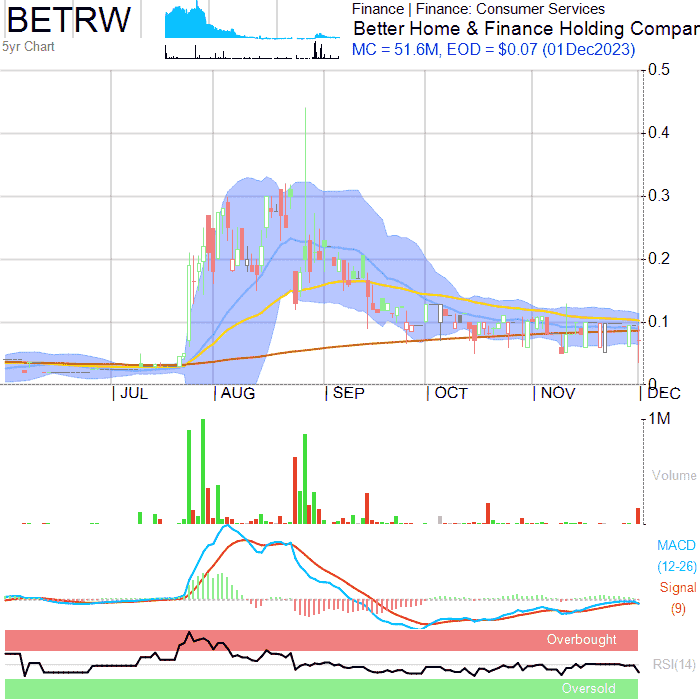 BETRW
5yr Chart
Finance | Finance: Consumer Services
Better Home & Finance Holding Compar
MC = 51.6M, EOD = $0.07 (01Dec2023)
0.5
0.4
0.3
0.2
0.1
0
JUL AUG SEP OCT NOV DEC
1M
Volume
MACD
(12-26)
Signal
(9)
Overbought
RSI(14)
Oversold